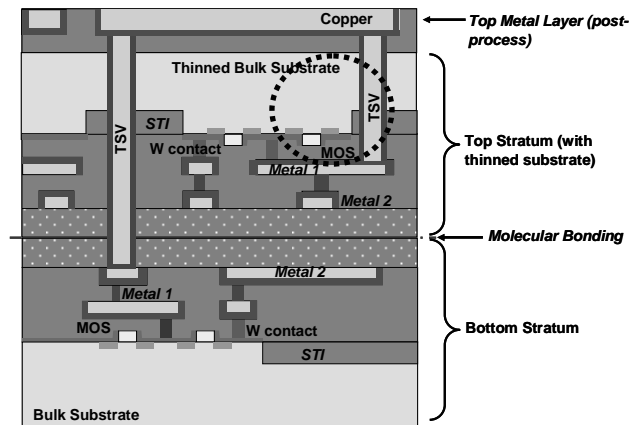 Copper
Top Metal Layer (post-
process)
Thinned Bulk Substrate
TSV
TSV
STI
W contact
MOS
Metal 1
Top Stratum (with
thinned substrate)
Metal 2
Molecular Bonding
Metal 2
Metal 1
MOS
W contact
Bottom Stratum
STI
Bulk Substrate